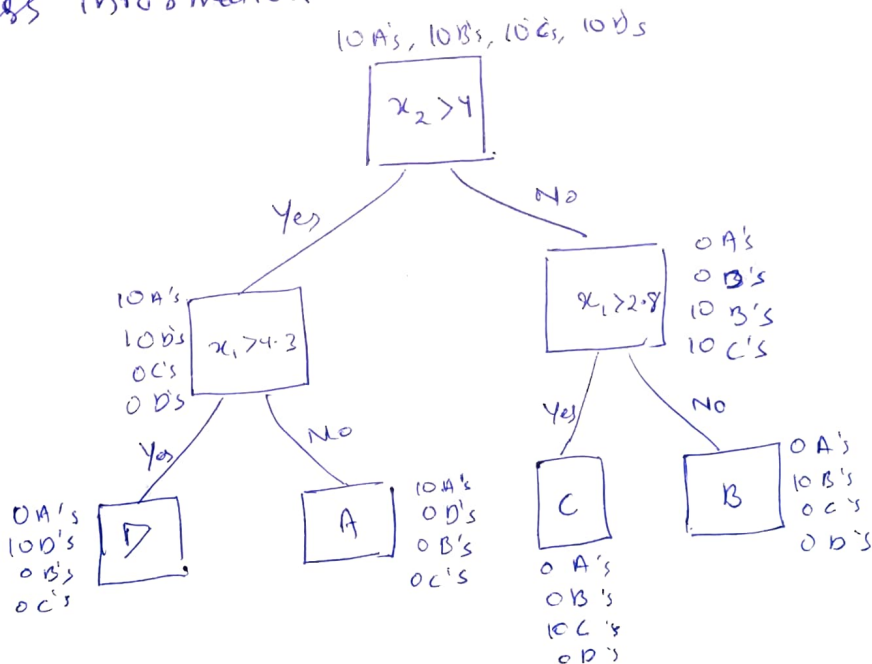 10 A's, 10 B's, 10 C's, 10 D's
x₂ >4
Yes
No
10 A's
10 D's
0 C's
0 D's
x₁ >4.3
x₁ >2.8
0 A's
0 B's
10 B's
10 C's
Yes
No
Yes
No
0 A's
10 D's
0 B's
0 C's
D
A
10 A's
0 D's
0 B's
0 C's
C
0 A's
0 B's
10 C's
0 D's
B
0 A's
10 B's
0 C's
0 D's